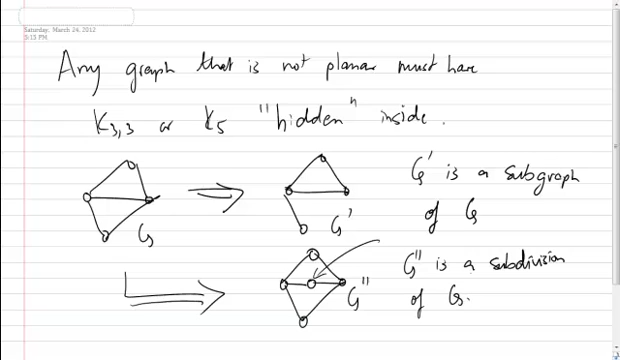 Saturday, March 24, 2012
5:15 PM
Any graph that is not planar must have
K3,3 or K5 "hidden" inside.
G
G'
G' is a subgraph
of G
G''
G'' is a subdivision
of G.